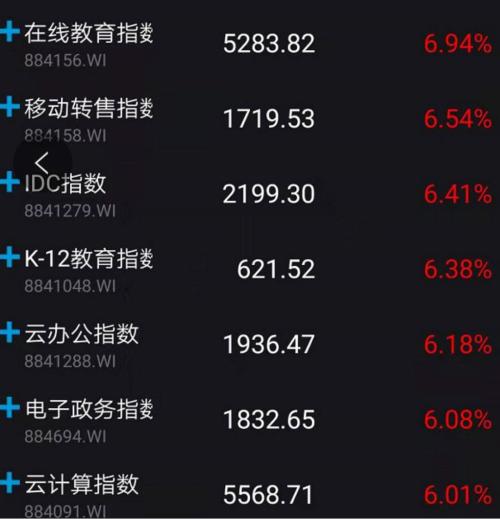 在线教育指数 5283.82 6.94%
884156.WI
移动转售指数 1719.53 6.54%
884158.WI
IDC指数 2199.30 6.41%
8841279.WI
K-12教育指数 621.52 6.38%
8841048.WI
云办公指数 1936.47 6.18%
8841288.WI
电子政务指数 1832.65 6.08%
884694.WI
云计算指数 5568.71 6.01%
884091.WI